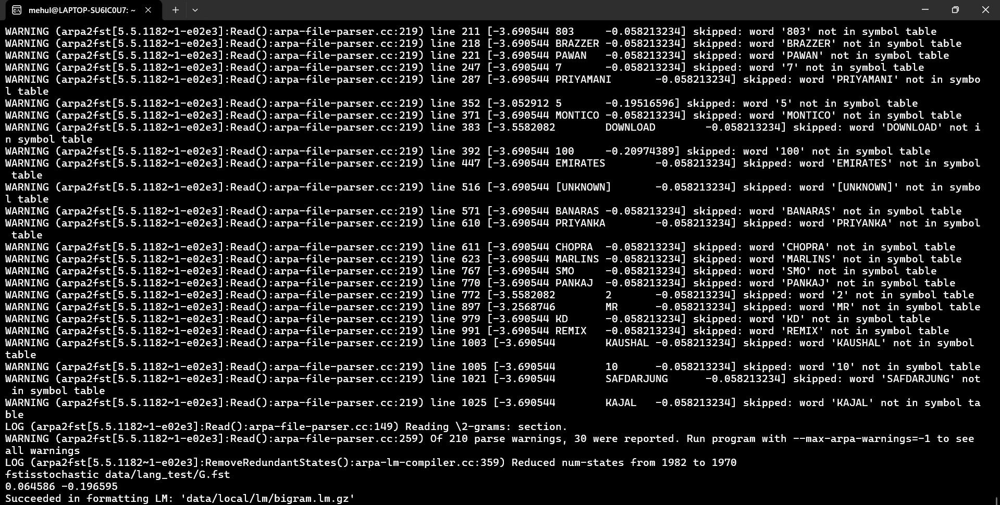 mehul@LAPTOP-SU6IC0U7: ~
WARNING (arpa2fst[5.5.1182~1-e02e3]:Read():arpa-file-parser.cc:219) line 211 [-3.690544 803     -0.058213234] skipped: word '803' not in symbol table
WARNING (arpa2fst[5.5.1182~1-e02e3]:Read():arpa-file-parser.cc:219) line 218 [-3.690544 BRAZZER -0.058213234] skipped: word 'BRAZZER' not in symbol table
WARNING (arpa2fst[5.5.1182~1-e02e3]:Read():arpa-file-parser.cc:219) line 221 [-3.690544 PAWAN   -0.058213234] skipped: word 'PAWAN' not in symbol table
WARNING (arpa2fst[5.5.1182~1-e02e3]:Read():arpa-file-parser.cc:219) line 247 [-3.690544 7       -0.058213234] skipped: word '7' not in symbol table
WARNING (arpa2fst[5.5.1182~1-e02e3]:Read():arpa-file-parser.cc:219) line 287 [-3.690544 PRIYAMANI       -0.058213234] skipped: word 'PRIYAMANI' not in symbo
l table
WARNING (arpa2fst[5.5.1182~1-e02e3]:Read():arpa-file-parser.cc:219) line 352 [-3.052912 5       -0.19516596] skipped: word '5' not in symbol table
WARNING (arpa2fst[5.5.1182~1-e02e3]:Read():arpa-file-parser.cc:219) line 371 [-3.690544 MONTICO -0.058213234] skipped: word 'MONTICO' not in symbol table
WARNING (arpa2fst[5.5.1182~1-e02e3]:Read():arpa-file-parser.cc:219) line 383 [-3.5582082        DOWNLOAD        -0.058213234] skipped: word 'DOWNLOAD' not i
n symbol table
WARNING (arpa2fst[5.5.1182~1-e02e3]:Read():arpa-file-parser.cc:219) line 392 [-3.690544 100     -0.20974389] skipped: word '100' not in symbol table
WARNING (arpa2fst[5.5.1182~1-e02e3]:Read():arpa-file-parser.cc:219) line 447 [-3.690544 EMIRATES        -0.058213234] skipped: word 'EMIRATES' not in symbol
 table
WARNING (arpa2fst[5.5.1182~1-e02e3]:Read():arpa-file-parser.cc:219) line 516 [-3.690544 [UNKNOWN]       -0.058213234] skipped: word '[UNKNOWN]' not in symbo
l table
WARNING (arpa2fst[5.5.1182~1-e02e3]:Read():arpa-file-parser.cc:219) line 571 [-3.690544 BANARAS -0.058213234] skipped: word 'BANARAS' not in symbol table
WARNING (arpa2fst[5.5.1182~1-e02e3]:Read():arpa-file-parser.cc:219) line 610 [-3.690544 PRIYANKA        -0.058213234] skipped: word 'PRIYANKA' not in symbol
 table
WARNING (arpa2fst[5.5.1182~1-e02e3]:Read():arpa-file-parser.cc:219) line 611 [-3.690544 CHOPRA  -0.058213234] skipped: word 'CHOPRA' not in symbol table
WARNING (arpa2fst[5.5.1182~1-e02e3]:Read():arpa-file-parser.cc:219) line 623 [-3.690544 MARLINS -0.058213234] skipped: word 'MARLINS' not in symbol table
WARNING (arpa2fst[5.5.1182~1-e02e3]:Read():arpa-file-parser.cc:219) line 767 [-3.690544 SMO     -0.058213234] skipped: word 'SMO' not in symbol table
WARNING (arpa2fst[5.5.1182~1-e02e3]:Read():arpa-file-parser.cc:219) line 770 [-3.690544 PANKAJ  -0.058213234] skipped: word 'PANKAJ' not in symbol table
WARNING (arpa2fst[5.5.1182~1-e02e3]:Read():arpa-file-parser.cc:219) line 772 [-3.5582082        2       -0.058213234] skipped: word '2' not in symbol table
WARNING (arpa2fst[5.5.1182~1-e02e3]:Read():arpa-file-parser.cc:219) line 897 [-3.2568746        MR      -0.058213234] skipped: word 'MR' not in symbol table
WARNING (arpa2fst[5.5.1182~1-e02e3]:Read():arpa-file-parser.cc:219) line 979 [-3.690544 KD      -0.058213234] skipped: word 'KD' not in symbol table
WARNING (arpa2fst[5.5.1182~1-e02e3]:Read():arpa-file-parser.cc:219) line 991 [-3.690544 REMIX   -0.058213234] skipped: word 'REMIX' not in symbol table
WARNING (arpa2fst[5.5.1182~1-e02e3]:Read():arpa-file-parser.cc:219) line 1003 [-3.690544        KAUSHAL -0.058213234] skipped: word 'KAUSHAL' not in symbol
table
WARNING (arpa2fst[5.5.1182~1-e02e3]:Read():arpa-file-parser.cc:219) line 1005 [-3.690544        10      -0.058213234] skipped: word '10' not in symbol table
WARNING (arpa2fst[5.5.1182~1-e02e3]:Read():arpa-file-parser.cc:219) line 1021 [-3.690544        SAFDARJUNG      -0.058213234] skipped: word 'SAFDARJUNG' not
 in symbol table
WARNING (arpa2fst[5.5.1182~1-e02e3]:Read():arpa-file-parser.cc:219) line 1025 [-3.690544        KAJAL   -0.058213234] skipped: word 'KAJAL' not in symbol ta
ble
LOG (arpa2fst[5.5.1182~1-e02e3]:Read():arpa-file-parser.cc:149) Reading \2-grams: section.
WARNING (arpa2fst[5.5.1182~1-e02e3]:Read():arpa-file-parser.cc:259) Of 210 parse warnings, 30 were reported. Run program with --max-arpa-warnings=-1 to see
all warnings
LOG (arpa2fst[5.5.1182~1-e02e3]:RemoveRedundantStates():arpa-lm-compiler.cc:359) Reduced num-states from 1982 to 1970
fstisstochastic data/lang_test/G.fst
0.064586 -0.196595
Succeeded in formatting LM: 'data/local/lm/bigram.lm.gz'